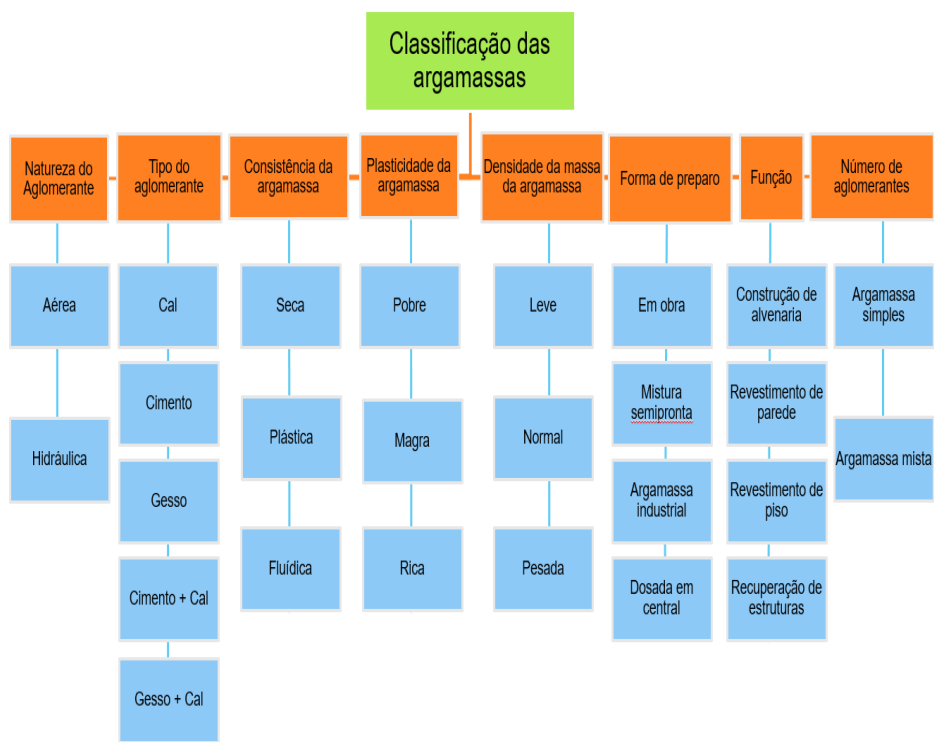 Classificação das
argamassas
Natureza do
Aglomerante
Tipo do
aglomerante
Consistência da
argamassa
Plasticidade da
argamassa
Densidade da massa
da argamassa
Forma de preparo
Função
Número de
aglomerantes
Aérea
Hidráulica
Cal
Cimento
Gesso
Cimento + Cal
Gesso + Cal
Seca
Plástica
Fluídica
Pobre
Magra
Rica
Leve
Normal
Pesada
Em obra
Mistura
semipronta
Argamassa
industrial
Dosada em
central
Construção de
alvenaria
Revestimento de
parede
Revestimento de
piso
Recuperação de
estruturas
Argamassa
simples
Argamassa mista